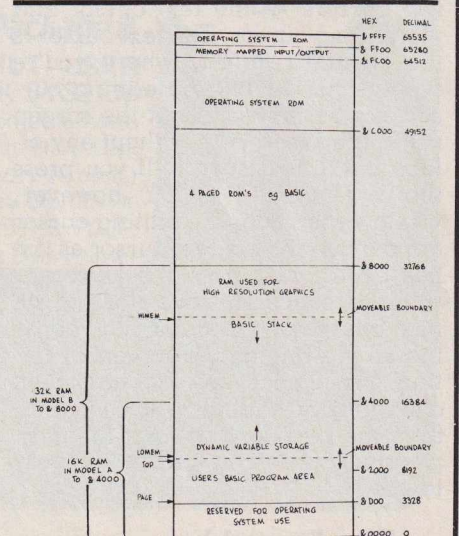 HEX DECIMAL
& FFFF 65535
OPERATING SYSTEM ROM
& FF00 65280
MEMORY MAPPED INPUT/OUTPUT
& FC00 64512
OPERATING SYSTEM ROM
& C000 49152
4 PAGED ROM'S eg BASIC
& 8000 32768
RAM USED FOR
HIGH RESOLUTION GRAPHICS
MOVEABLE BOUNDARY
HIMEM
BASIC STACK
32K RAM
IN MODEL B
TO & 8000
& 4000 16384
16K RAM
IN MODEL A
TO & 4000
DYNAMIC VARIABLE STORAGE
MOVEABLE BOUNDARY
LOMEM
TOP
& 2000 8192
USERS BASIC PROGRAM AREA
PAGE
& D00 3328
RESERVED FOR OPERATING
SYSTEM USE
& 0000 0